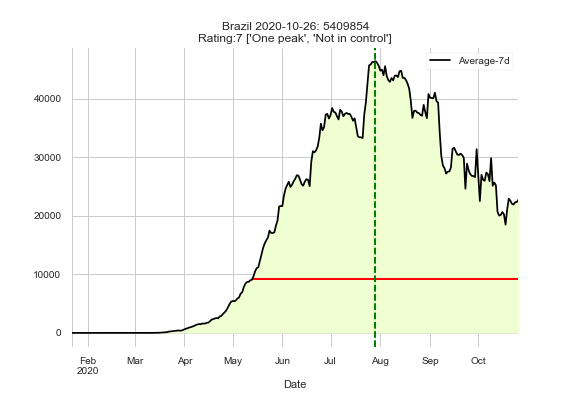 Brazil 2020-10-26: 5409854
Rating:7 ['One peak', 'Not in control']
Average-7d
40000
30000
20000
10000
0
Feb Mar Apr May Jun Jul Aug Sep Oct
2020
Date